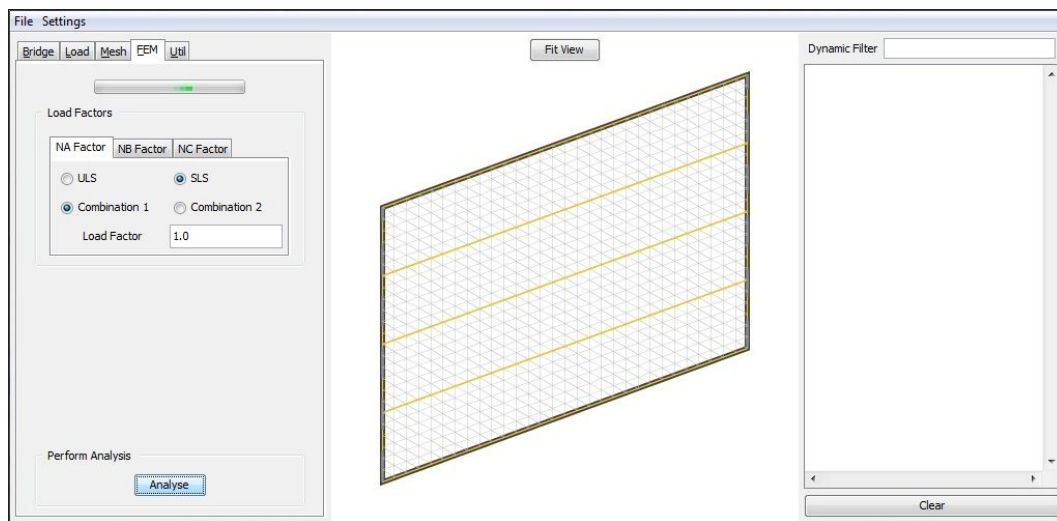 File Settings
Bridge Load Mesh FEM Util
Load Factors
NA Factor NB Factor NC Factor
ULS SLS
Combination 1 Combination 2
Load Factor 1.0
Perform Analysis
Analyse
Fit View
Dynamic Filter
Clear